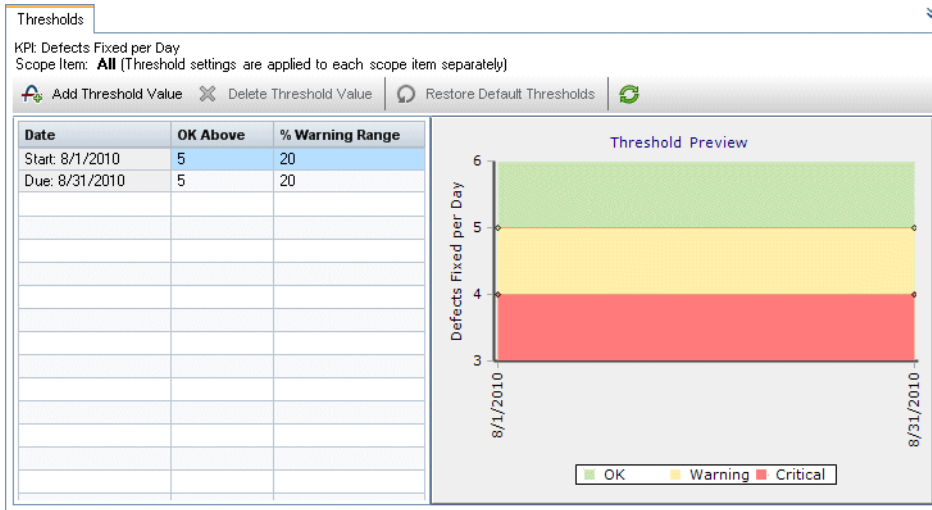 Thresholds
KPI: Defects Fixed per Day
Scope Item: All (Threshold settings are applied to each scope item separately)
Add Threshold Value Delete Threshold Value Restore Default Thresholds
Date OK Above % Warning Range
Start: 8/1/2010 5 20
Due: 8/31/2010 5 20
Threshold Preview
Defects Fixed per Day
6
5
4
3
8/1/2010
8/31/2010
OK Warning Critical